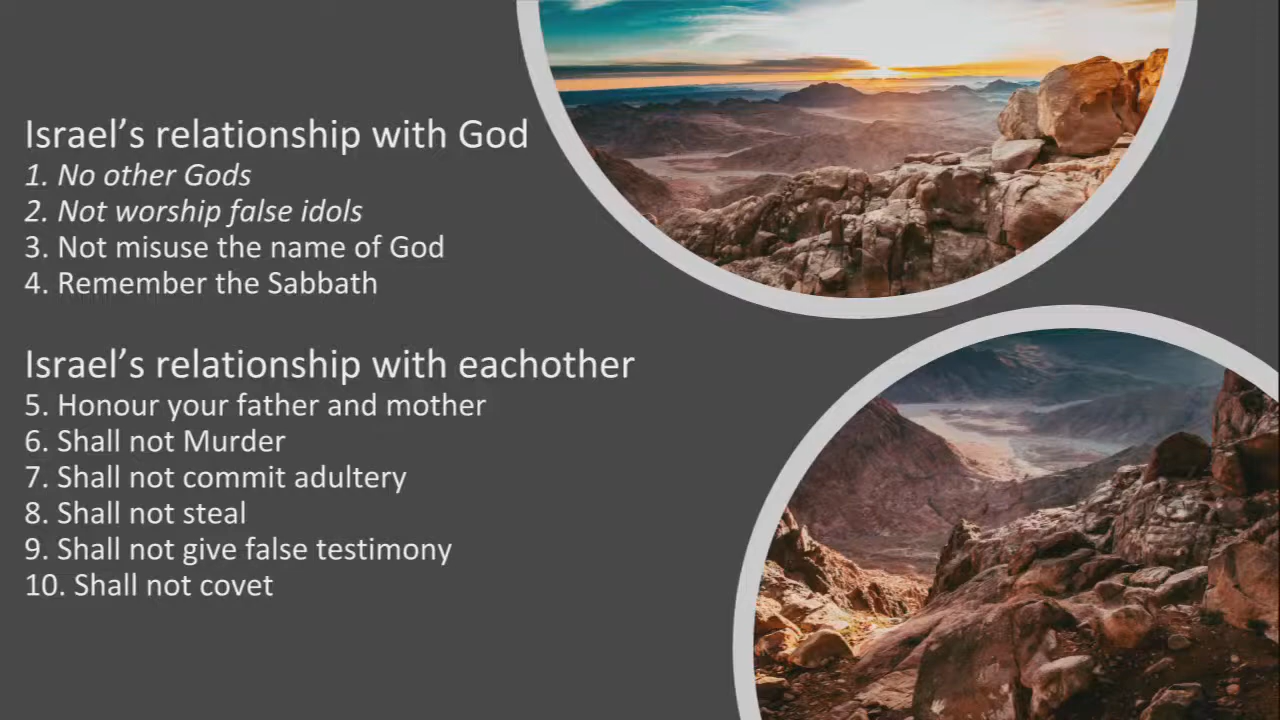 Israel’s relationship with God
1. No other Gods
2. Not worship false idols
3. Not misuse the name of God
4. Remember the Sabbath
Israel’s relationship with eachother
5. Honour your father and mother
6. Shall not Murder
7. Shall not commit adultery
8. Shall not steal
9. Shall not give false testimony
10. Shall not covet